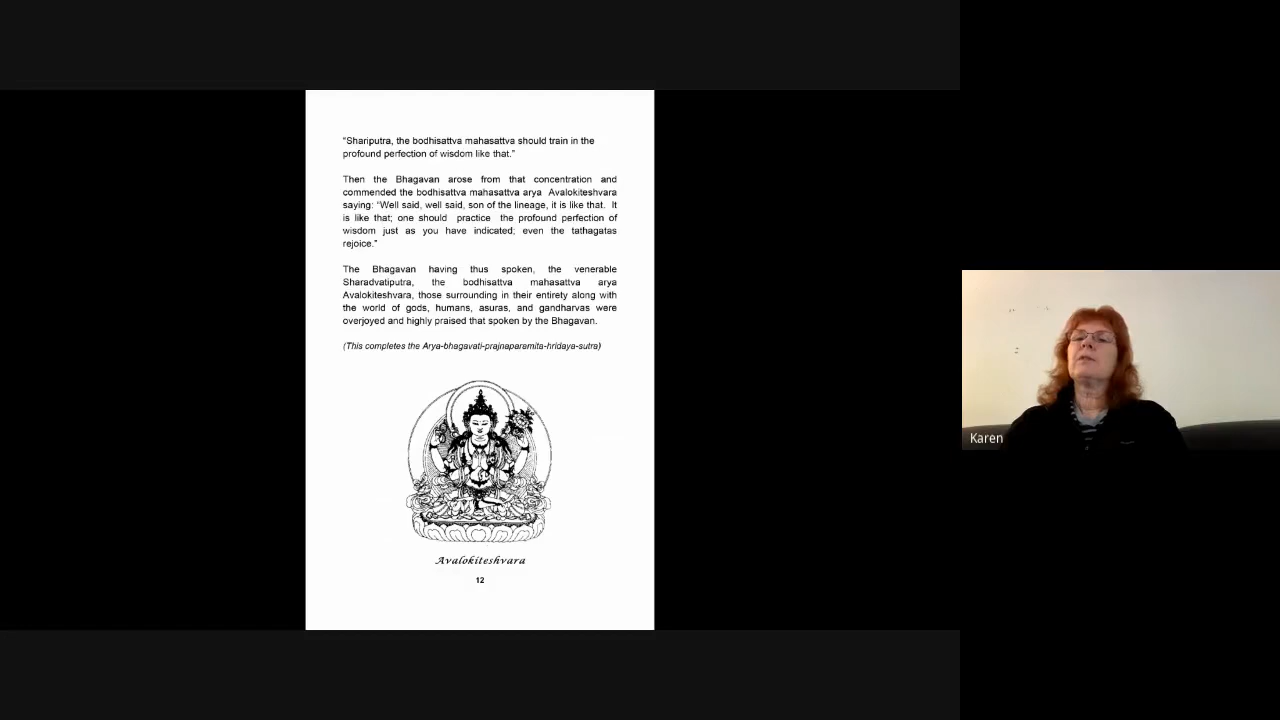 "Shariputra, the bodhisattva mahasattva should train in the
profound perfection of wisdom like that."
Then the Bhagavan arose from that concentration and
commended the bodhisattva mahasattva arya Avalokiteshvara
saying: "Well said, well said, son of the lineage, it is like that. It
is like that; one should practice the profound perfection of
wisdom just as you have indicated; even the tathagatas
rejoice."
The Bhagavan having thus spoken, the venerable
Sharadvatiputra, the bodhisattva mahasattva arya
Avalokiteshvara, those surrounding in their entirety along with
the world of gods, humans, asuras, and gandharvas were
overjoyed and highly praised that spoken by the Bhagavan.
(This completes the Arya-bhagavati-prajnaparamita-hridaya-sutra)
Avalokiteshvara
12
Karen